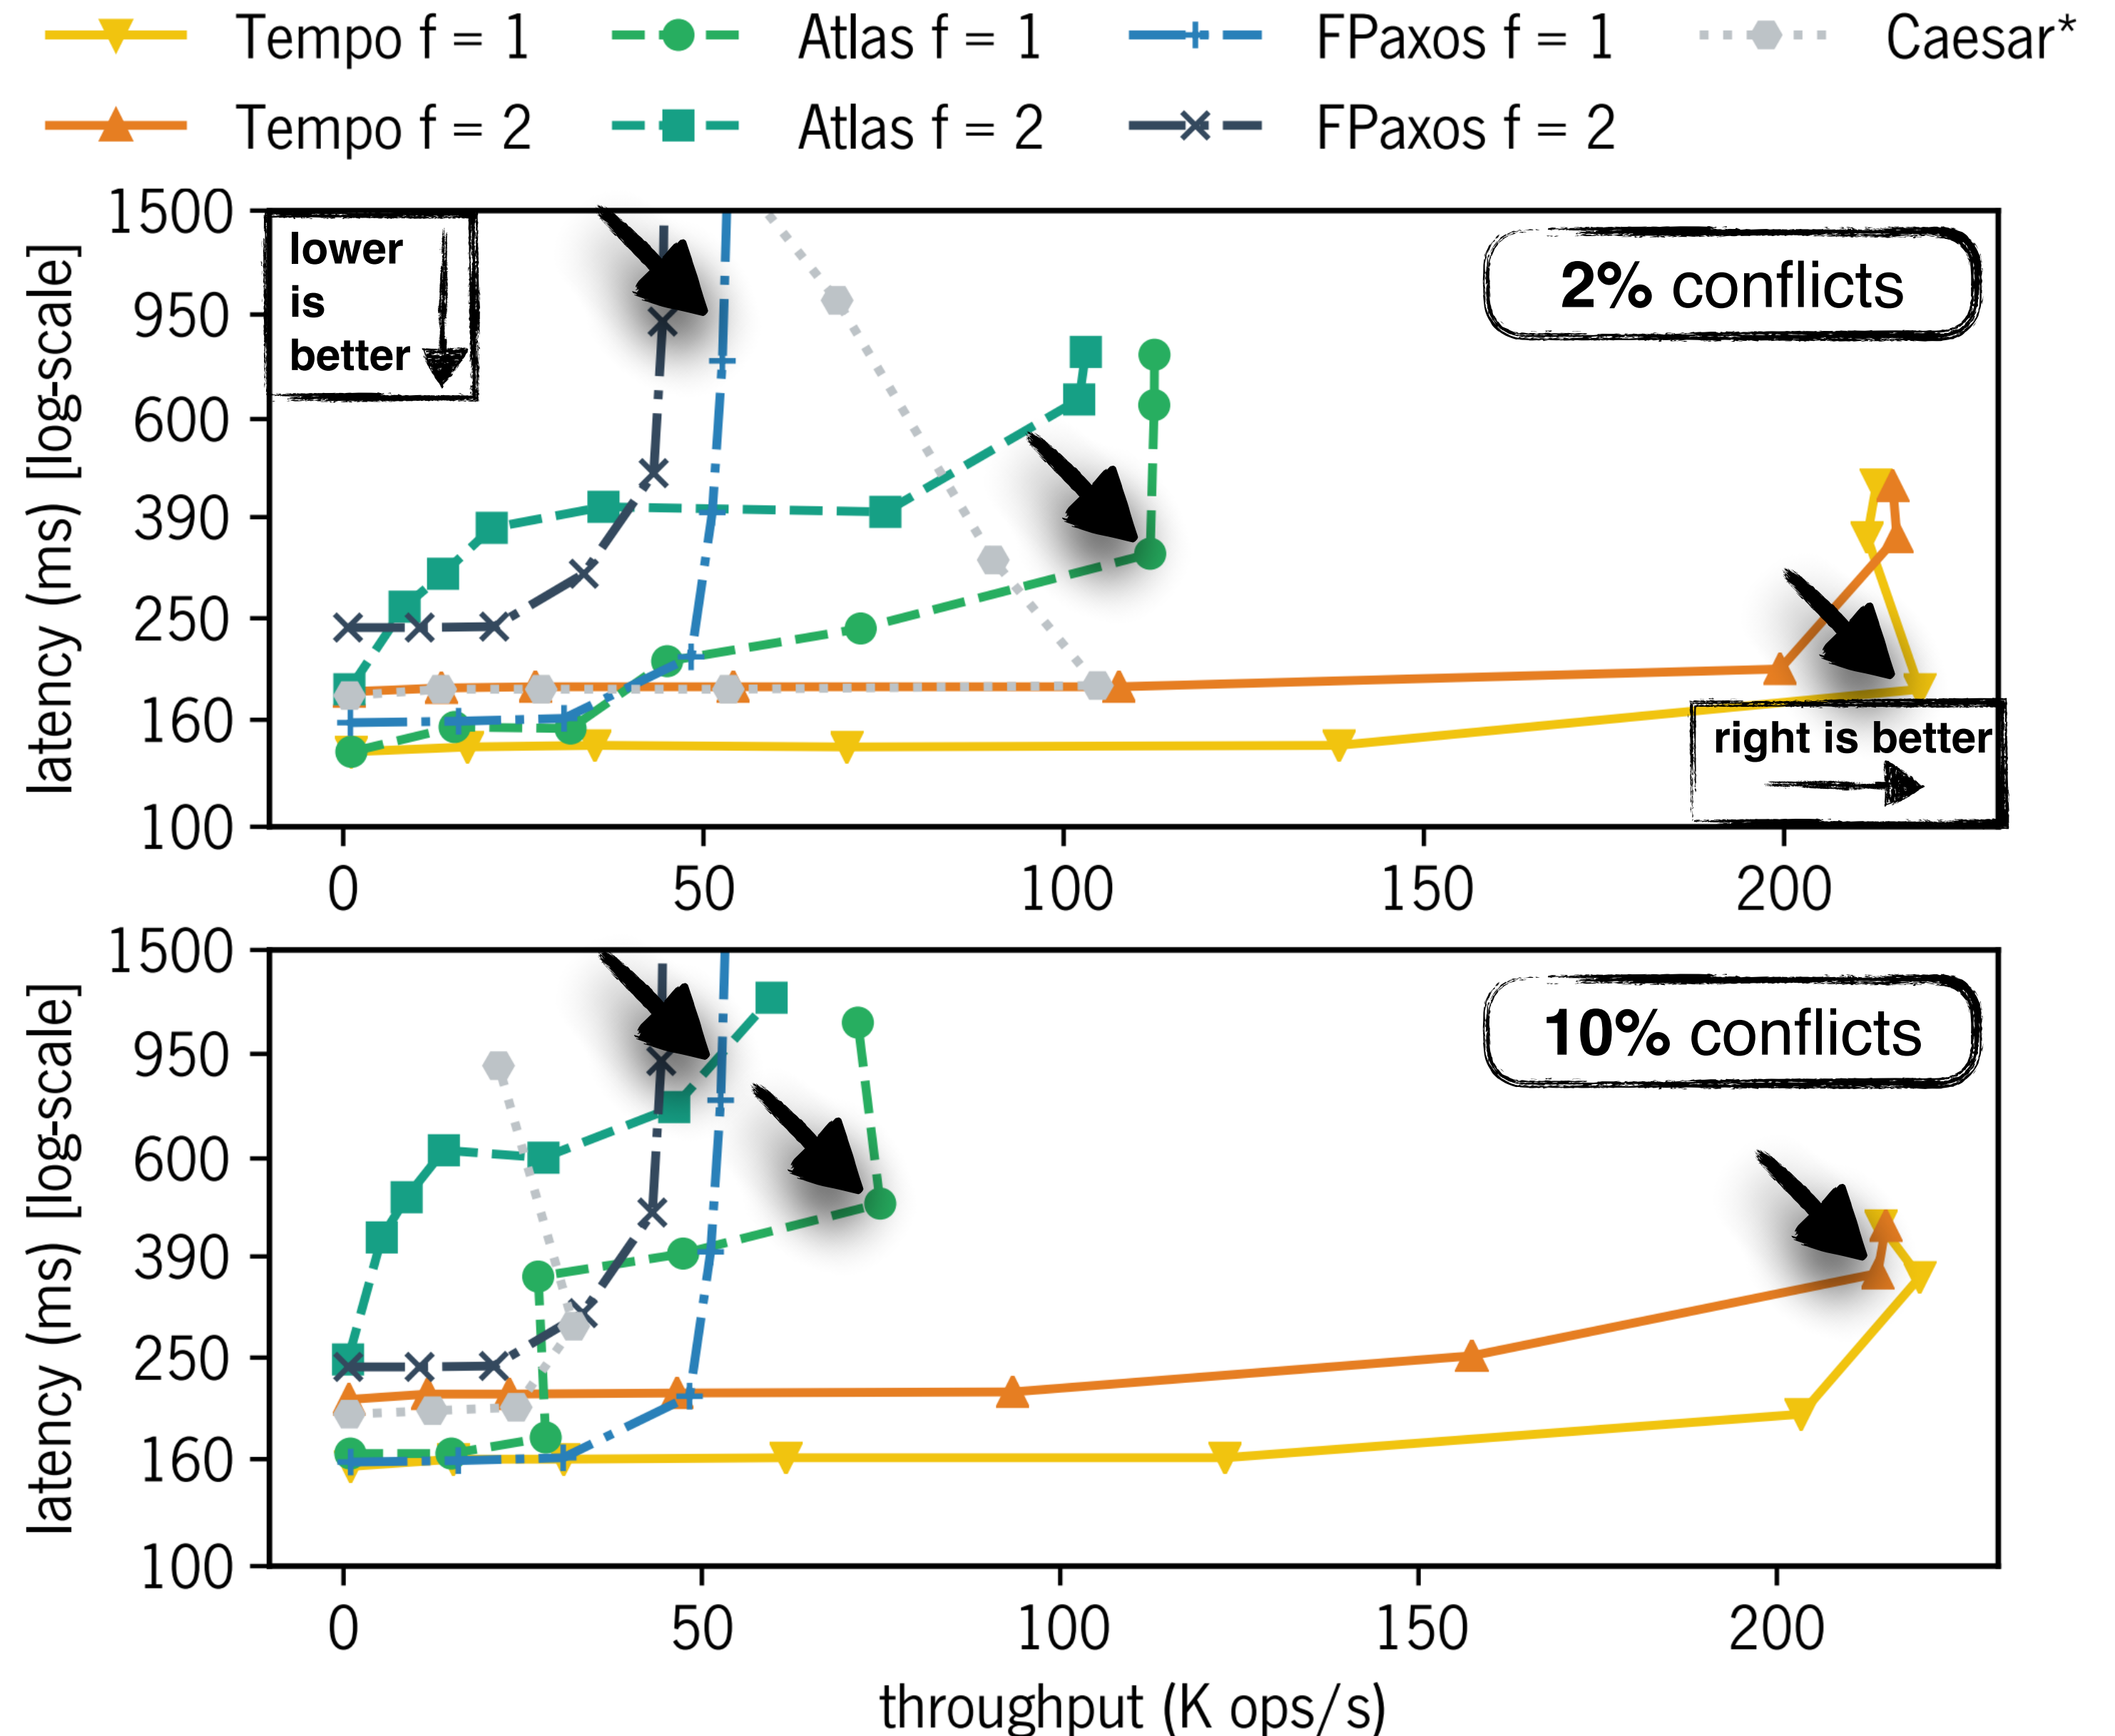 Tempo f = 1 Atlas f = 1 FPaxos f = 1 Caesar*
Tempo f = 2 Atlas f = 2 FPaxos f = 2
latency (ms) [log-scale]
1500
950
600
390
250
160
100
lower
is
better
2% conflicts
right is better
0 50 100 150 200
latency (ms) [log-scale]
1500
950
600
390
250
160
100
10% conflicts
0 50 100 150 200
throughput (K ops/s)